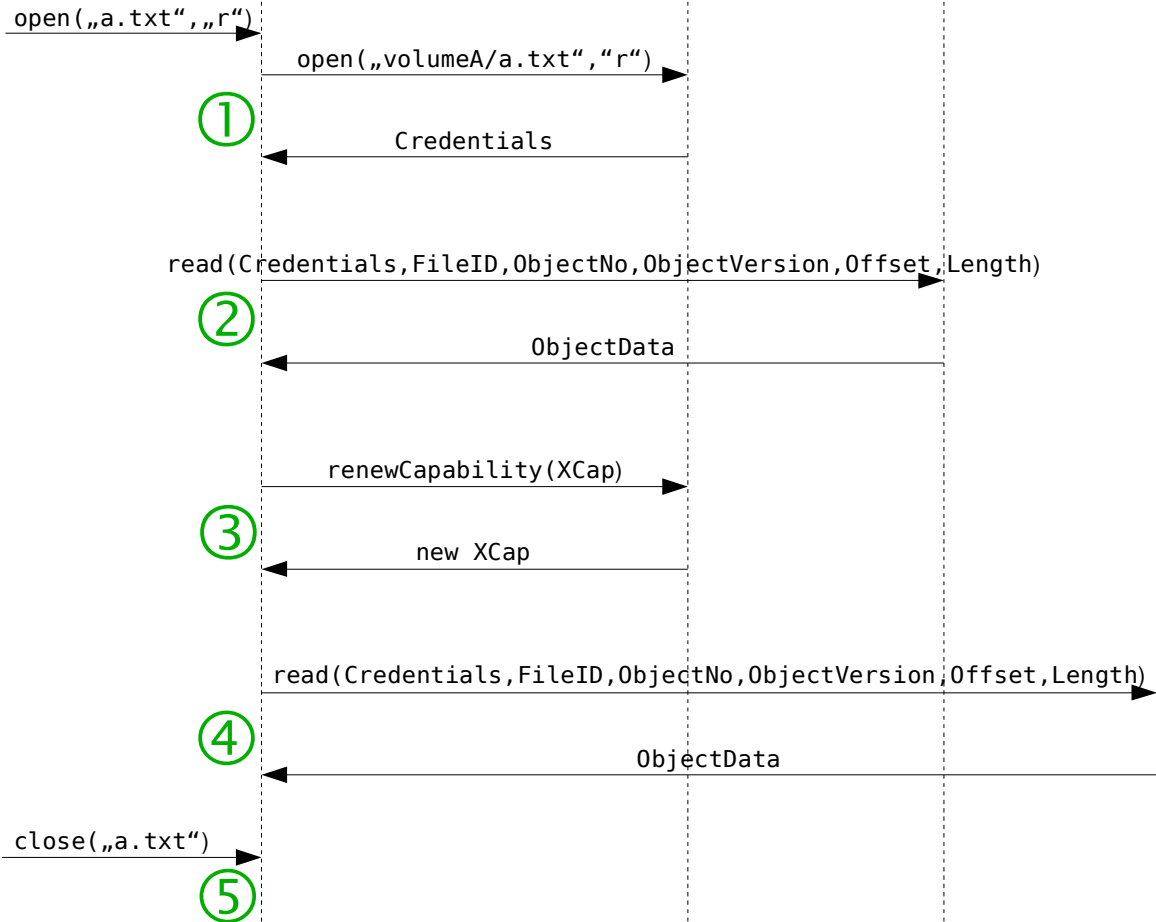 open(„a.txt“,„r“)
open(„volumeA/a.txt“,“r“)
①
Credentials
read(Credentials,FileID,ObjectNo,ObjectVersion,Offset,Length)
②
ObjectData
renewCapability(XCap)
③
new XCap
read(Credentials,FileID,ObjectNo,ObjectVersion,Offset,Length)
④
ObjectData
close(„a.txt“)
⑤